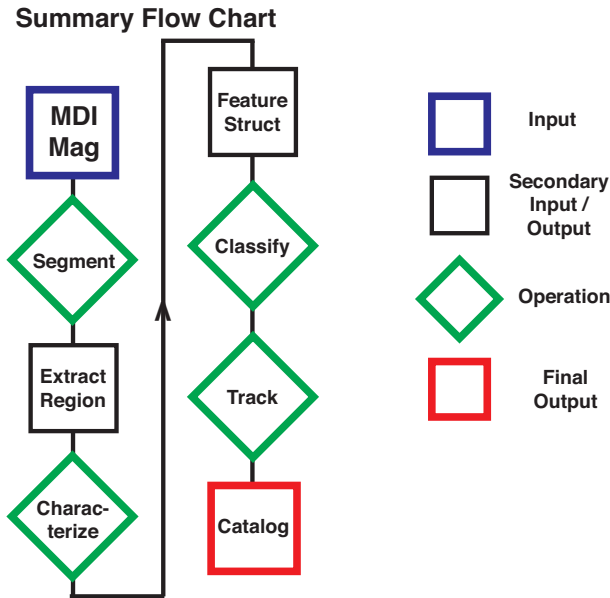 Summary Flow Chart
MDI
Mag
Segment
Extract
Region
Charac-
terize
Feature
Struct
Classify
Track
Catalog
Input
Secondary
Input /
Output
Operation
Final
Output